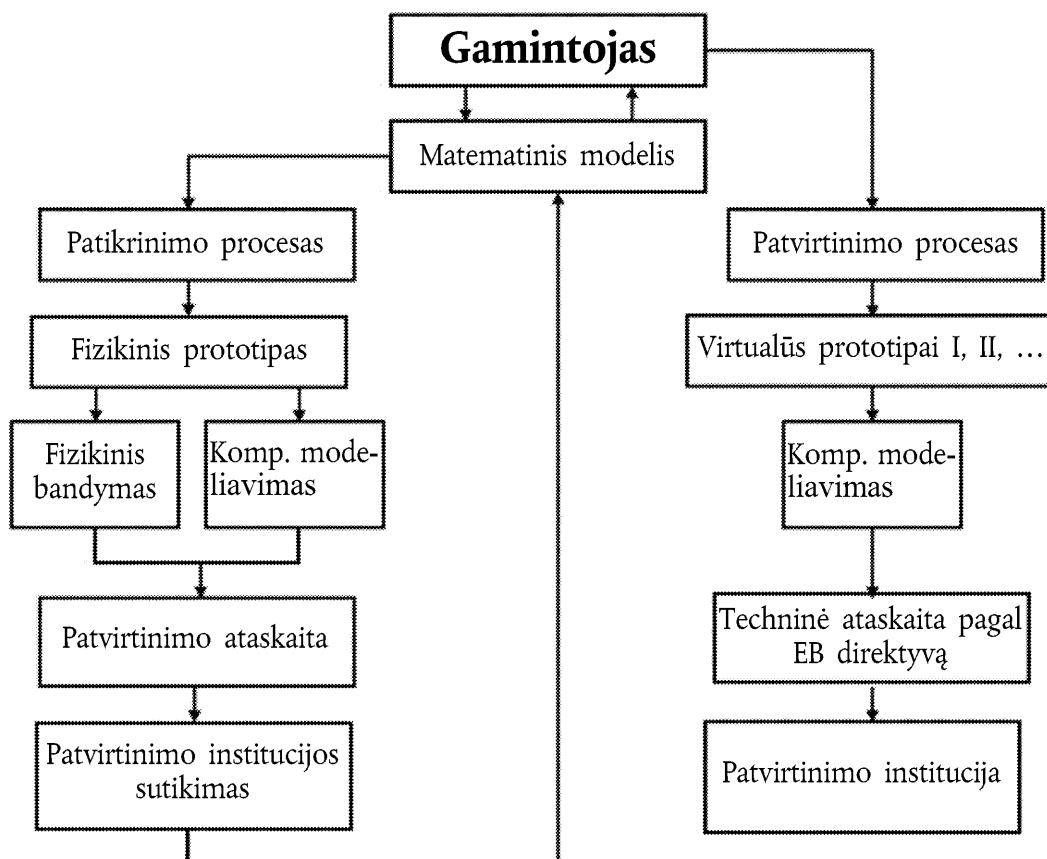 Gamintojas
Matematinis modelis
Patikrinimo procesas
Patvirtinimo procesas
Fizikinis prototipas
Virtualūs prototipai I, II, …
Fizikinis
bandymas
Komp. mode-
liavimas
Komp. mode-
liavimas
Patvirtinimo ataskaita
Techninė ataskaita pagal
EB direktyvą
Patvirtinimo institucijos
sutikimas
Patvirtinimo institucija